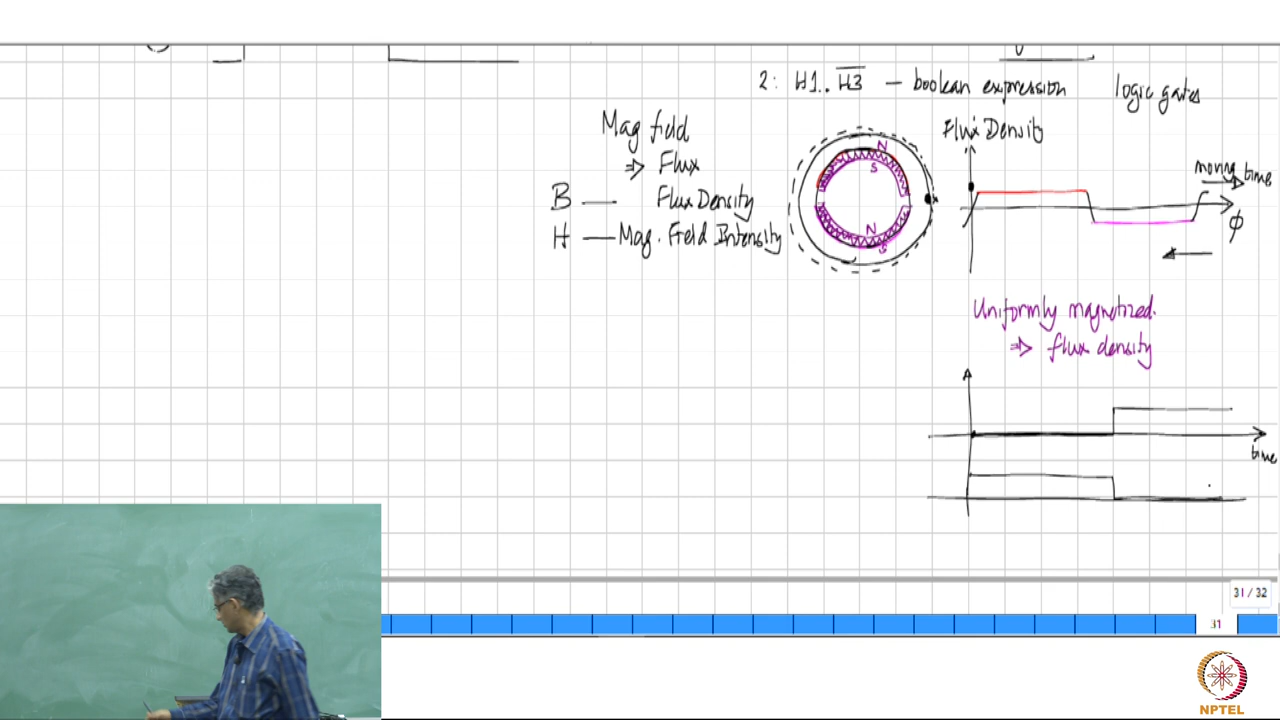 2: H1.. H3 — boolean expression
logic gates
Mag field
⇒ Flux
B — Flux Density
H — Mag. Field Intensity
N
S
N
S
Flux Density
moving time
ϕ
Uniformly magnetized.
⇒ flux density
time
31 / 32
31
NPTEL